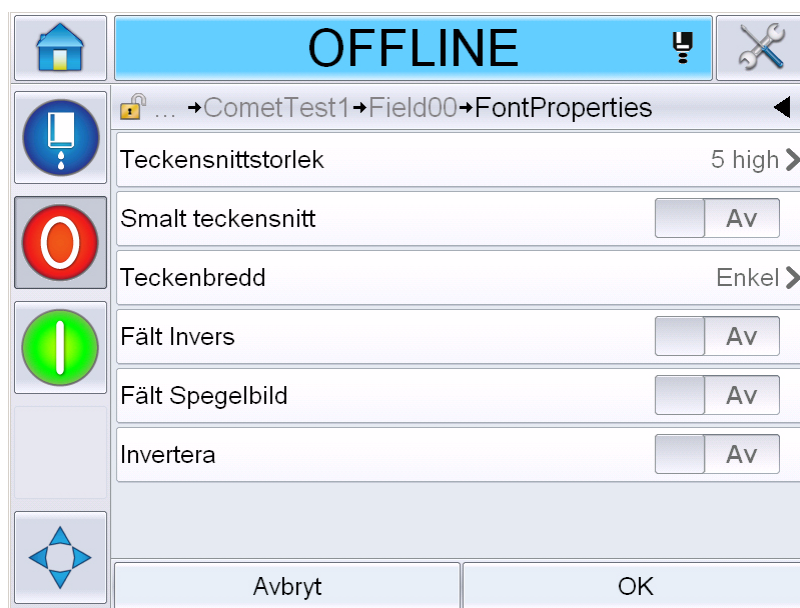 OFFLINE
... →CometTest1→Field00→FontProperties
Teckensnittstorlek 5 high
Smalt teckensnitt Av
Teckenbredd Enkel
Fält Invers Av
Fält Spegelbild Av
Invertera Av
Avbryt OK